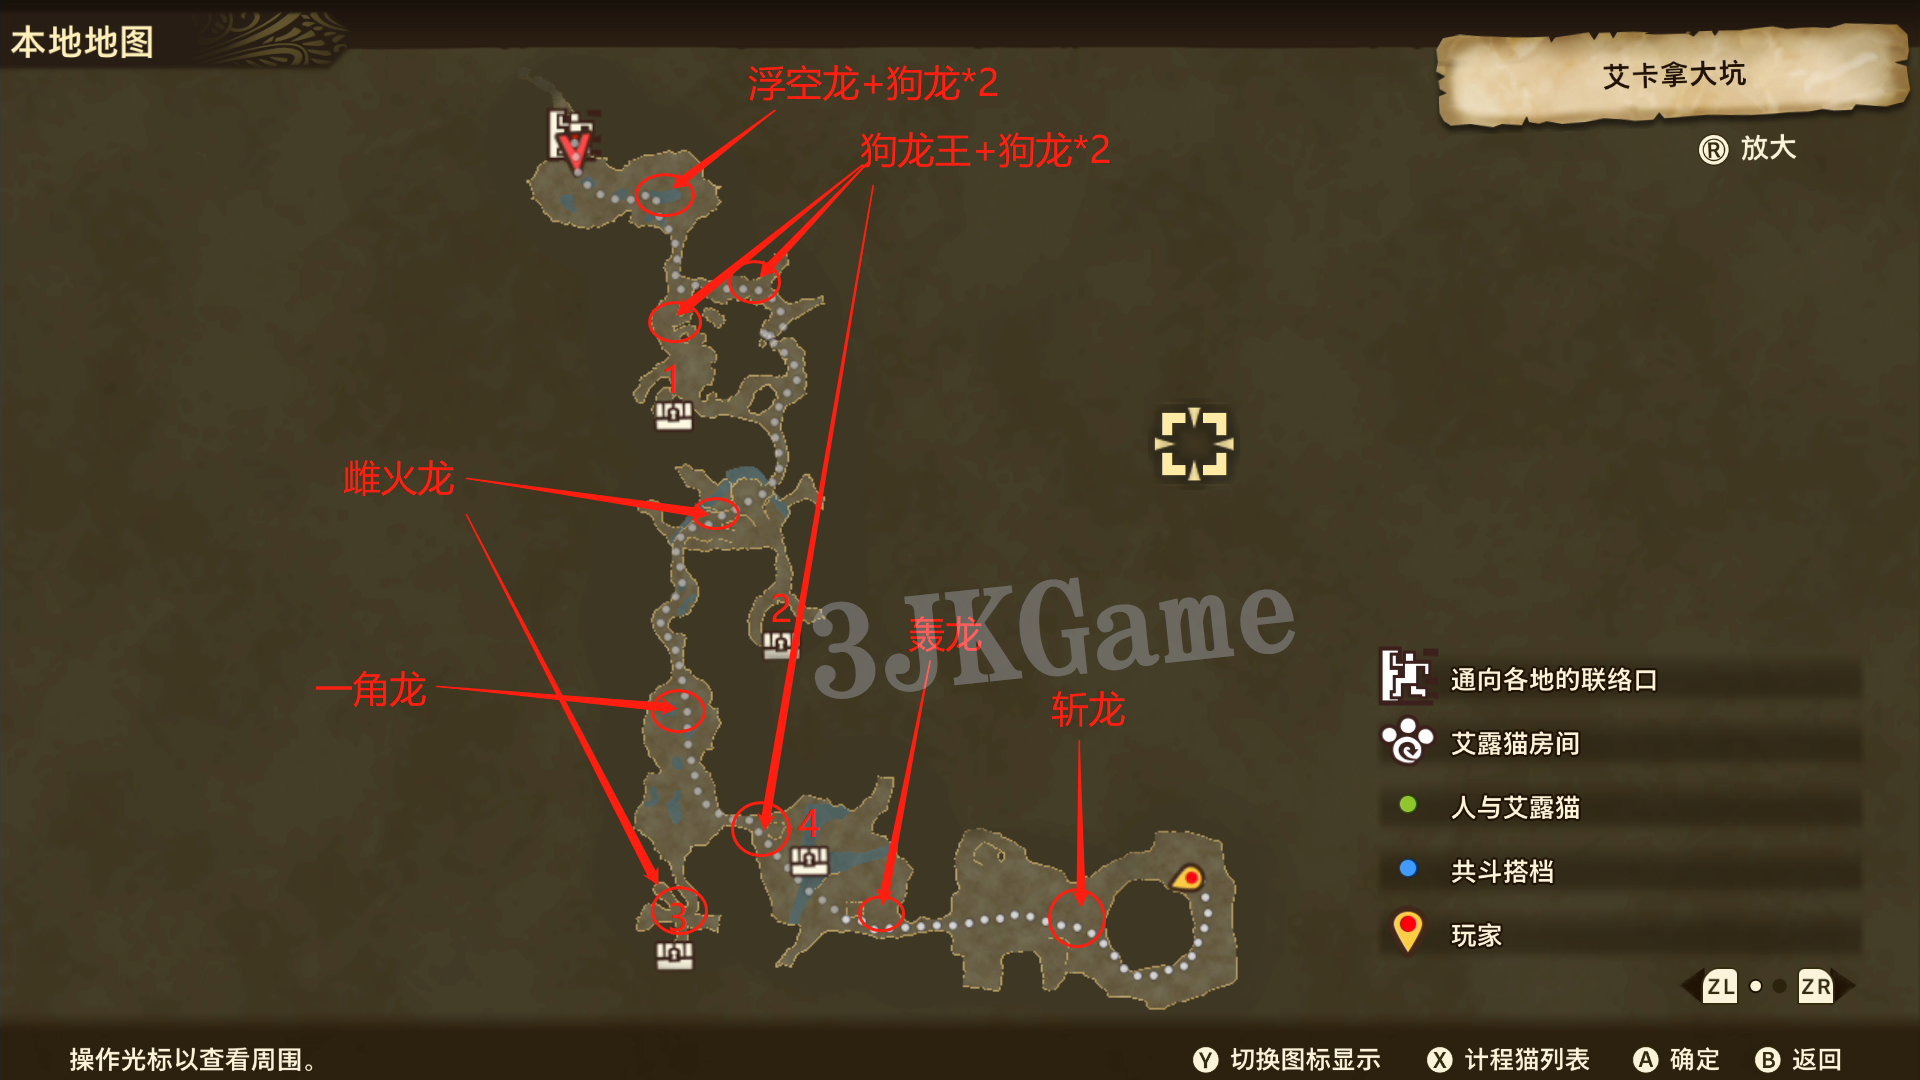 本地地图
艾卡拿大坑
R 放大
浮空龙+狗龙*2
狗龙王+狗龙*2
1
雌火龙
2
3JKGame
轰龙
一角龙
斩龙
4
3
通向各地的联络口
艾露猫房间
人与艾露猫
共斗搭档
玩家
ZL ZR
操作光标以查看周围。
Y 切换图标显示 X 计程猫列表 A 确定 B 返回